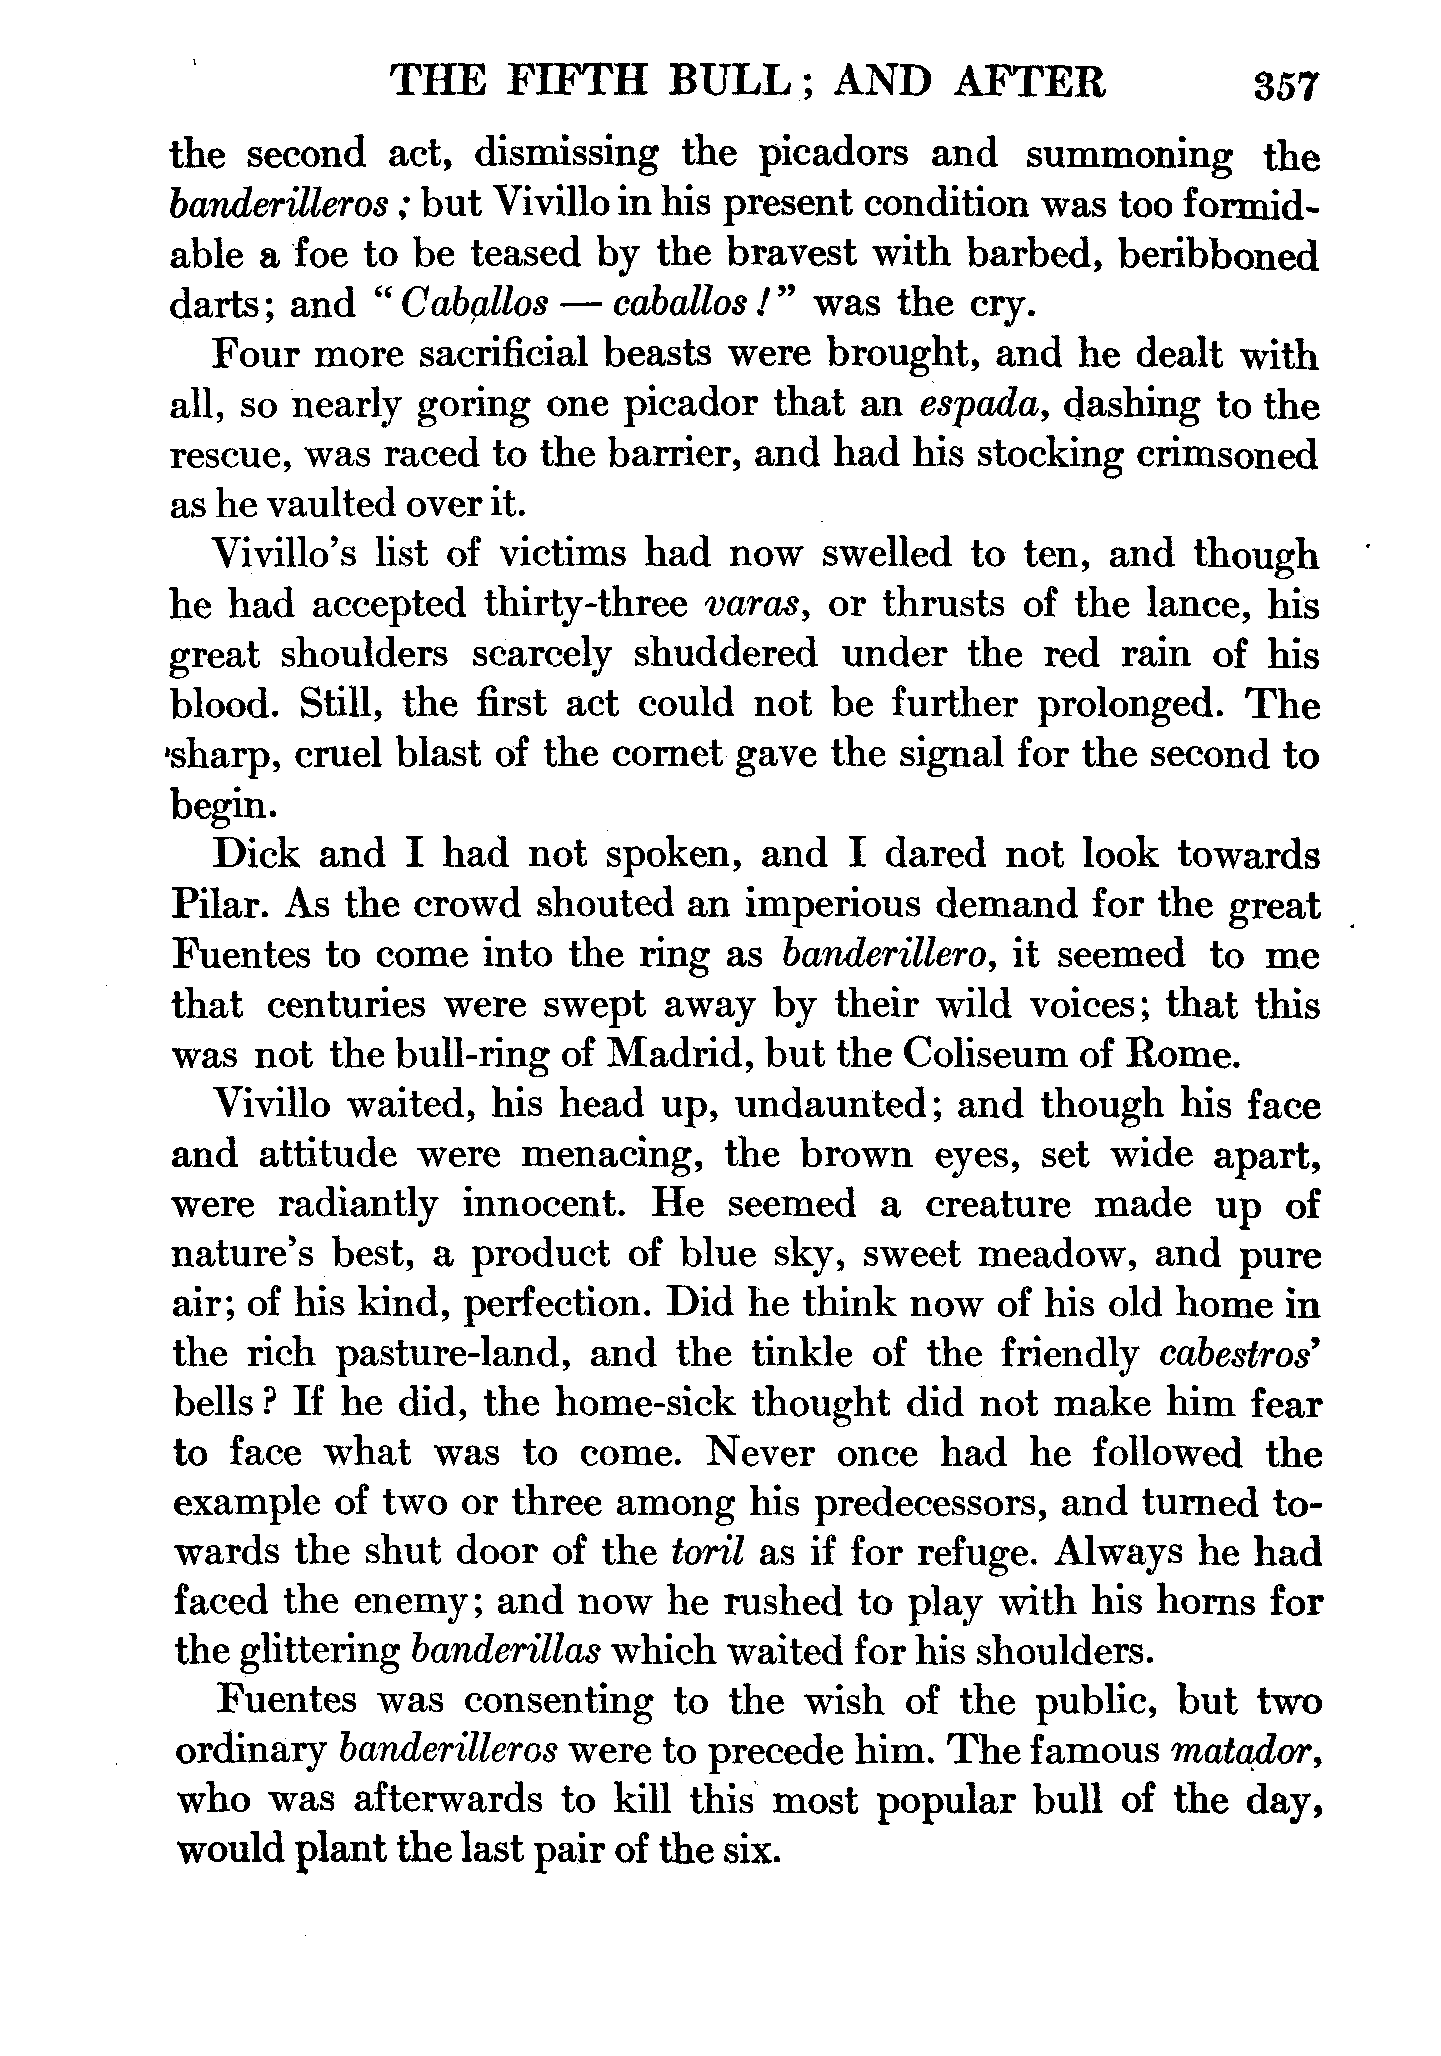 THE FIFTH BULL; AND AFTER 357
the second act, dismissing the picadors and summoning the
banderilleros; but Vivillo in his present condition was too formid-
able a foe to be teased by the bravest with barbed, beribboned
darts; and "Caballos — caballos!" was the cry.
Four more sacrificial beasts were brought, and he dealt with
all, so nearly goring one picador that an espada, dashing to the
rescue, was raced to the barrier, and had his stocking crimsoned
as he vaulted over it.
Vivillo's list of victims had now swelled to ten, and though
he had accepted thirty-three varas, or thrusts of the lance, his
great shoulders scarcely shuddered under the red rain of his
blood. Still, the first act could not be further prolonged. The
sharp, cruel blast of the cornet gave the signal for the second to
begin.
Dick and I had not spoken, and I dared not look towards
Pilar. As the crowd shouted an imperious demand for the great
Fuentes to come into the ring as banderillero, it seemed to me
that centuries were swept away by their wild voices; that this
was not the bull-ring of Madrid, but the Coliseum of Rome.
Vivillo waited, his head up, undaunted; and though his face
and attitude were menacing, the brown eyes, set wide apart,
were radiantly innocent. He seemed a creature made up of
nature's best, a product of blue sky, sweet meadow, and pure
air; of his kind, perfection. Did he think now of his old home in
the rich pasture-land, and the tinkle of the friendly cabestros'
bells? If he did, the home-sick thought did not make him fear
to face what was to come. Never once had he followed the
example of two or three among his predecessors, and turned to-
wards the shut door of the toril as if for refuge. Always he had
faced the enemy; and now he rushed to play with his horns for
the glittering banderillas which waited for his shoulders.
Fuentes was consenting to the wish of the public, but two
ordinary banderilleros were to precede him. The famous matador,
who was afterwards to kill this most popular bull of the day,
would plant the last pair of the six.